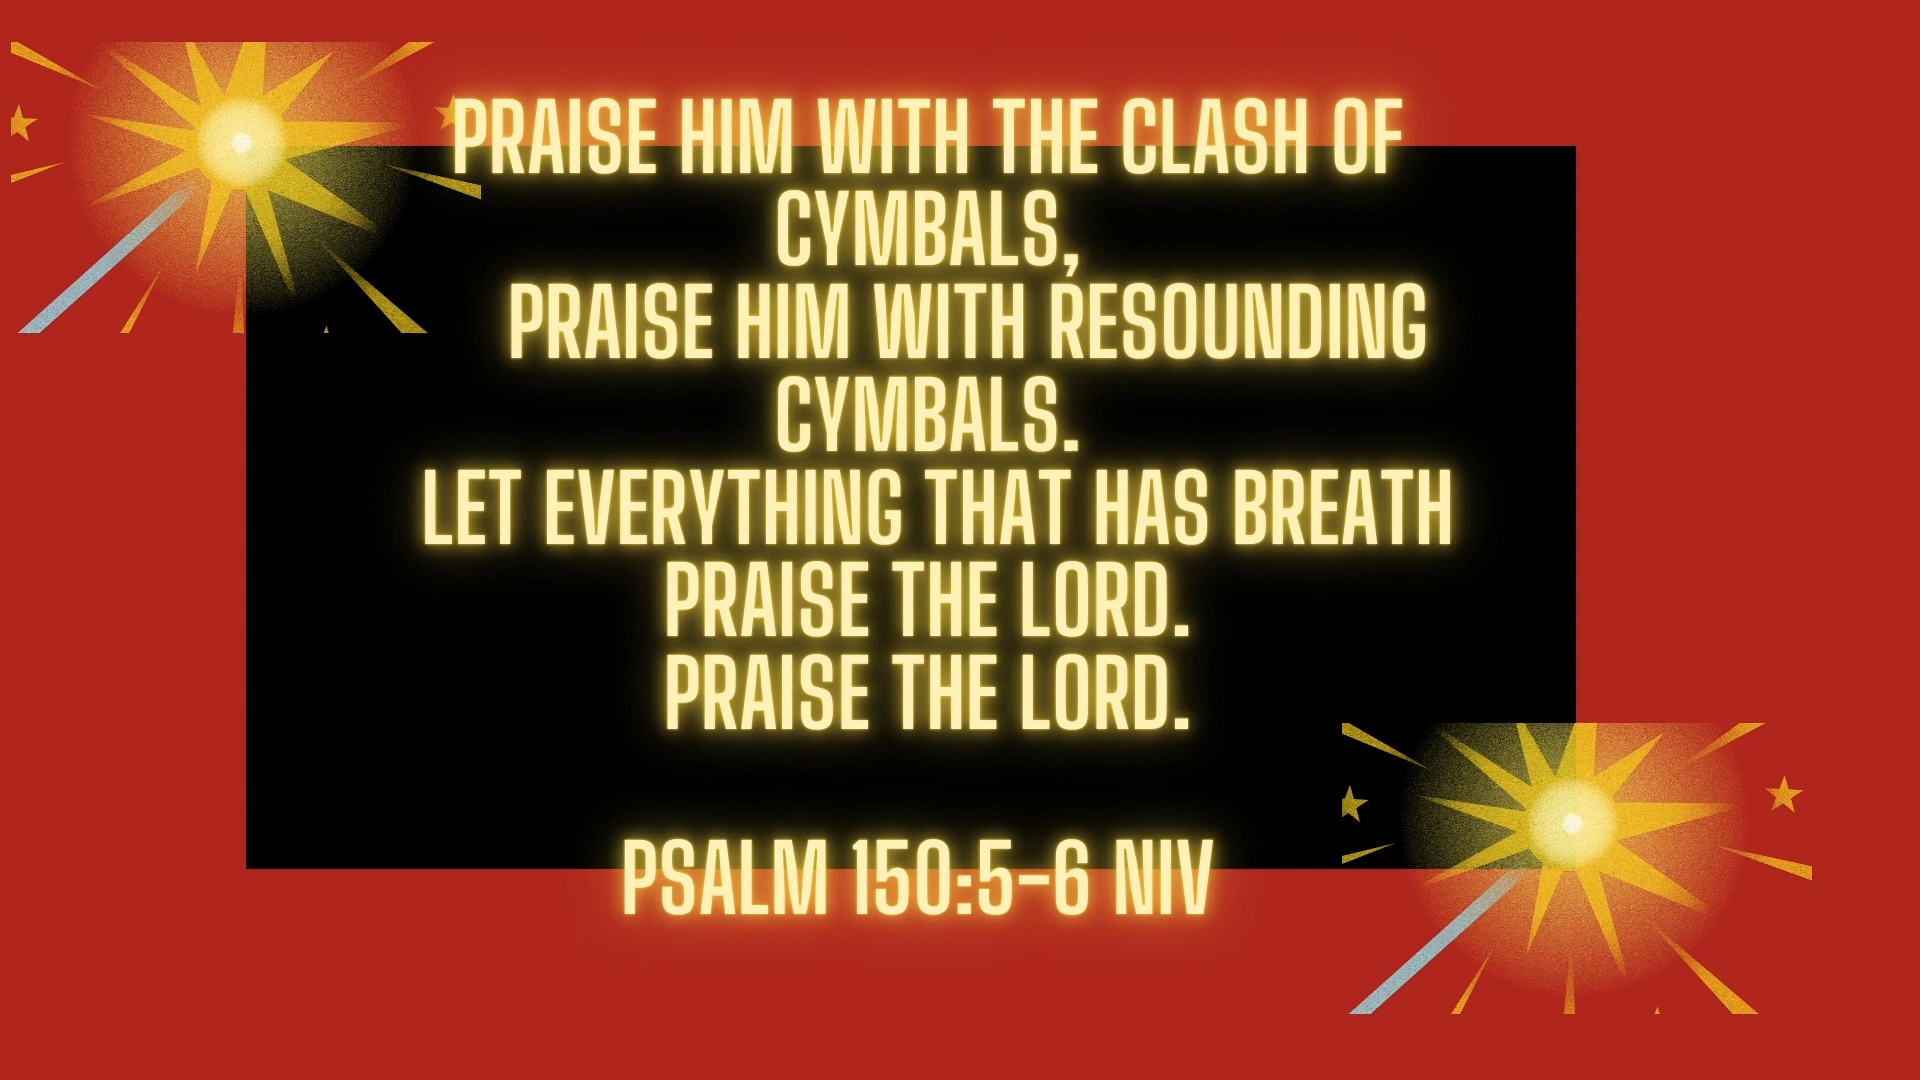 PRAISE HIM WITH THE CLASH OF
CYMBALS,
PRAISE HIM WITH RESOUNDING
CYMBALS.
LET EVERYTHING THAT HAS BREATH
PRAISE THE LORD.
PRAISE THE LORD.
PSALM 150:5-6 NIV